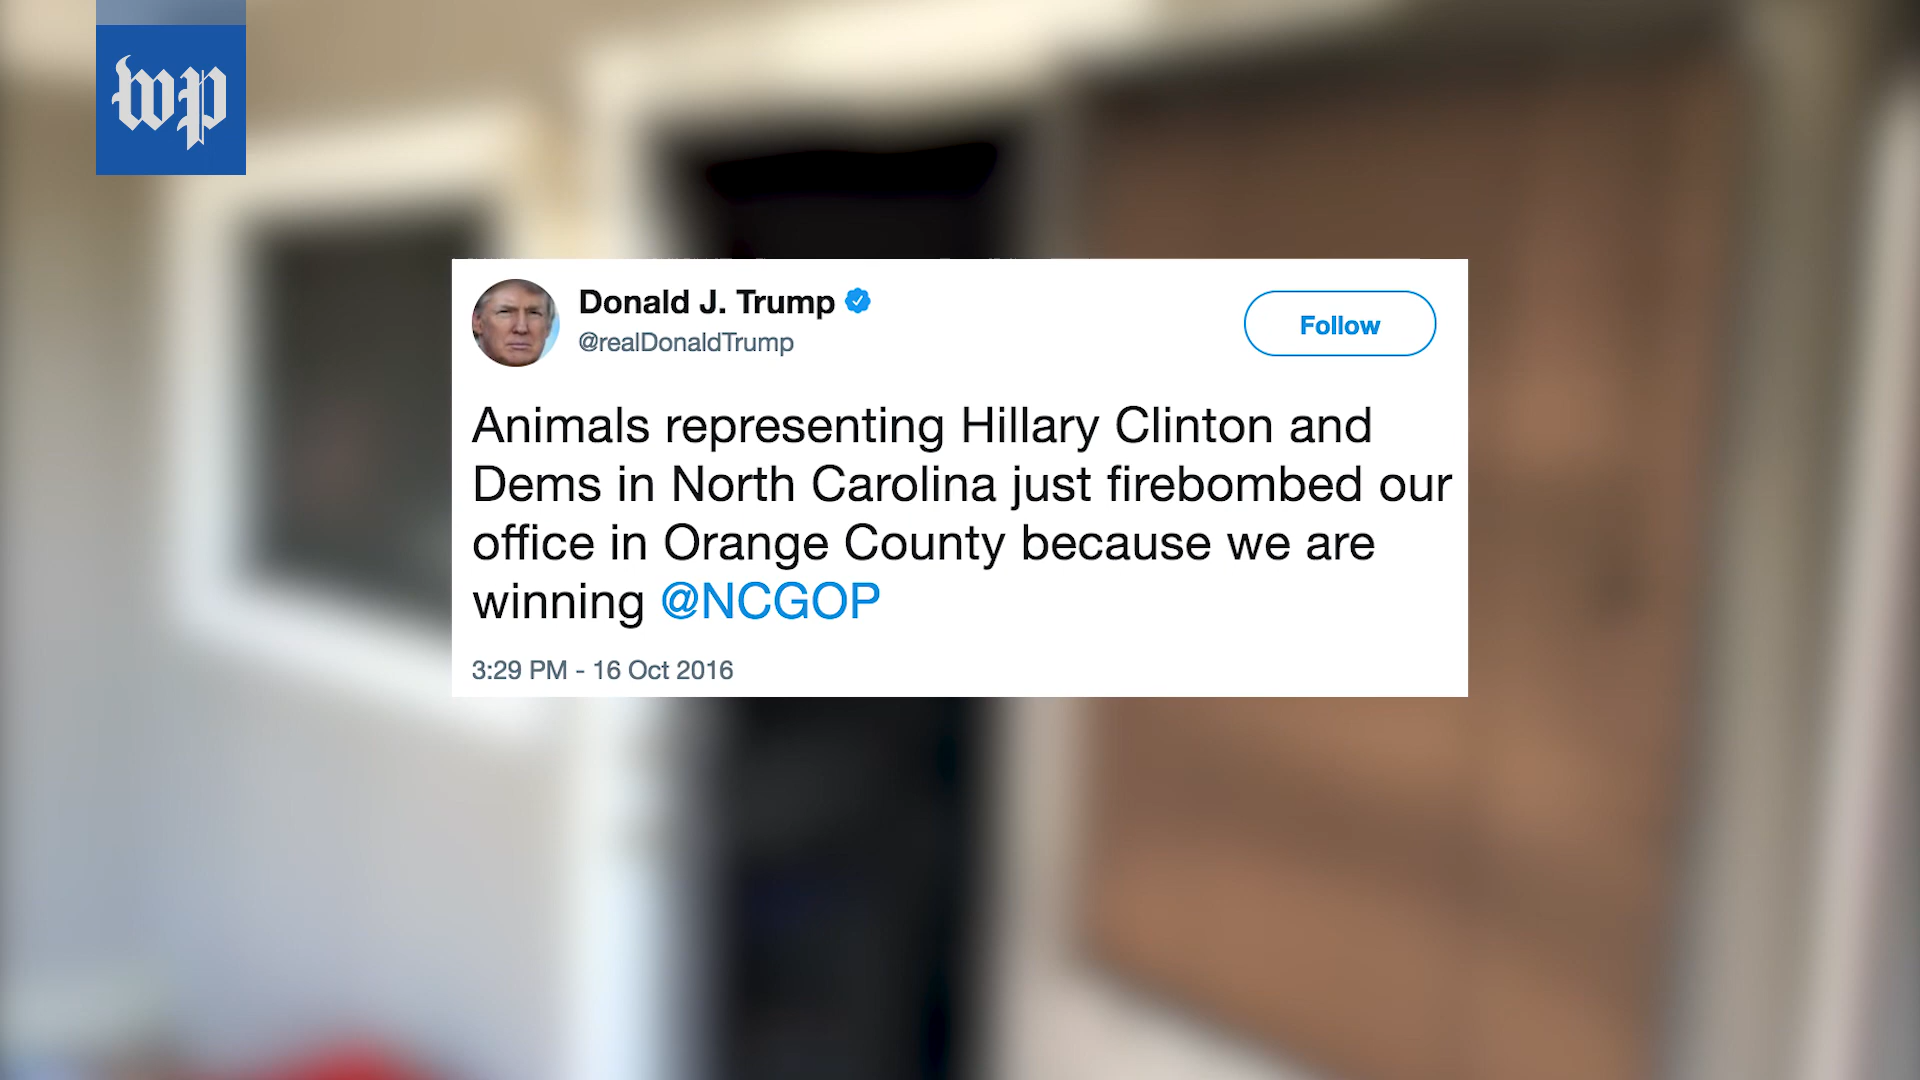 wp
Donald J. Trump
@realDonaldTrump
Follow
Animals representing Hillary Clinton and
Dems in North Carolina just firebombed our
office in Orange County because we are
winning @NCGOP
3:29 PM - 16 Oct 2016